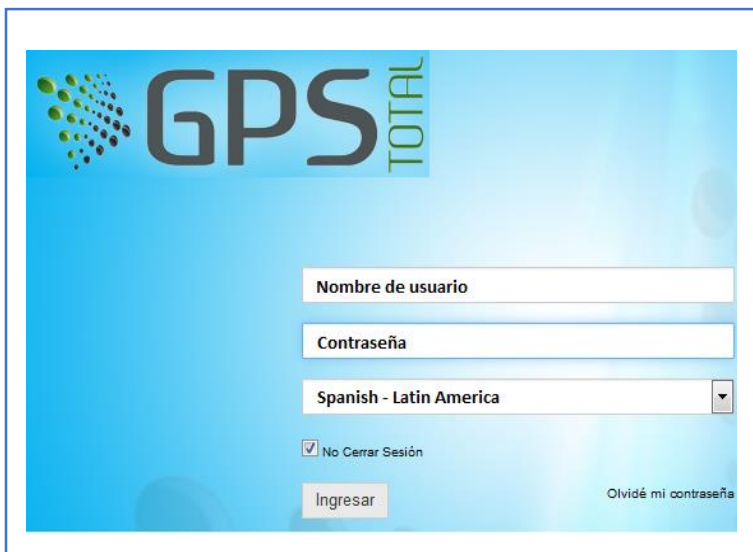 GPS TOTAL
Nombre de usuario
Contraseña
Spanish - Latin America
No Cerrar Sesión
Ingresar
Olvidé mi contraseña